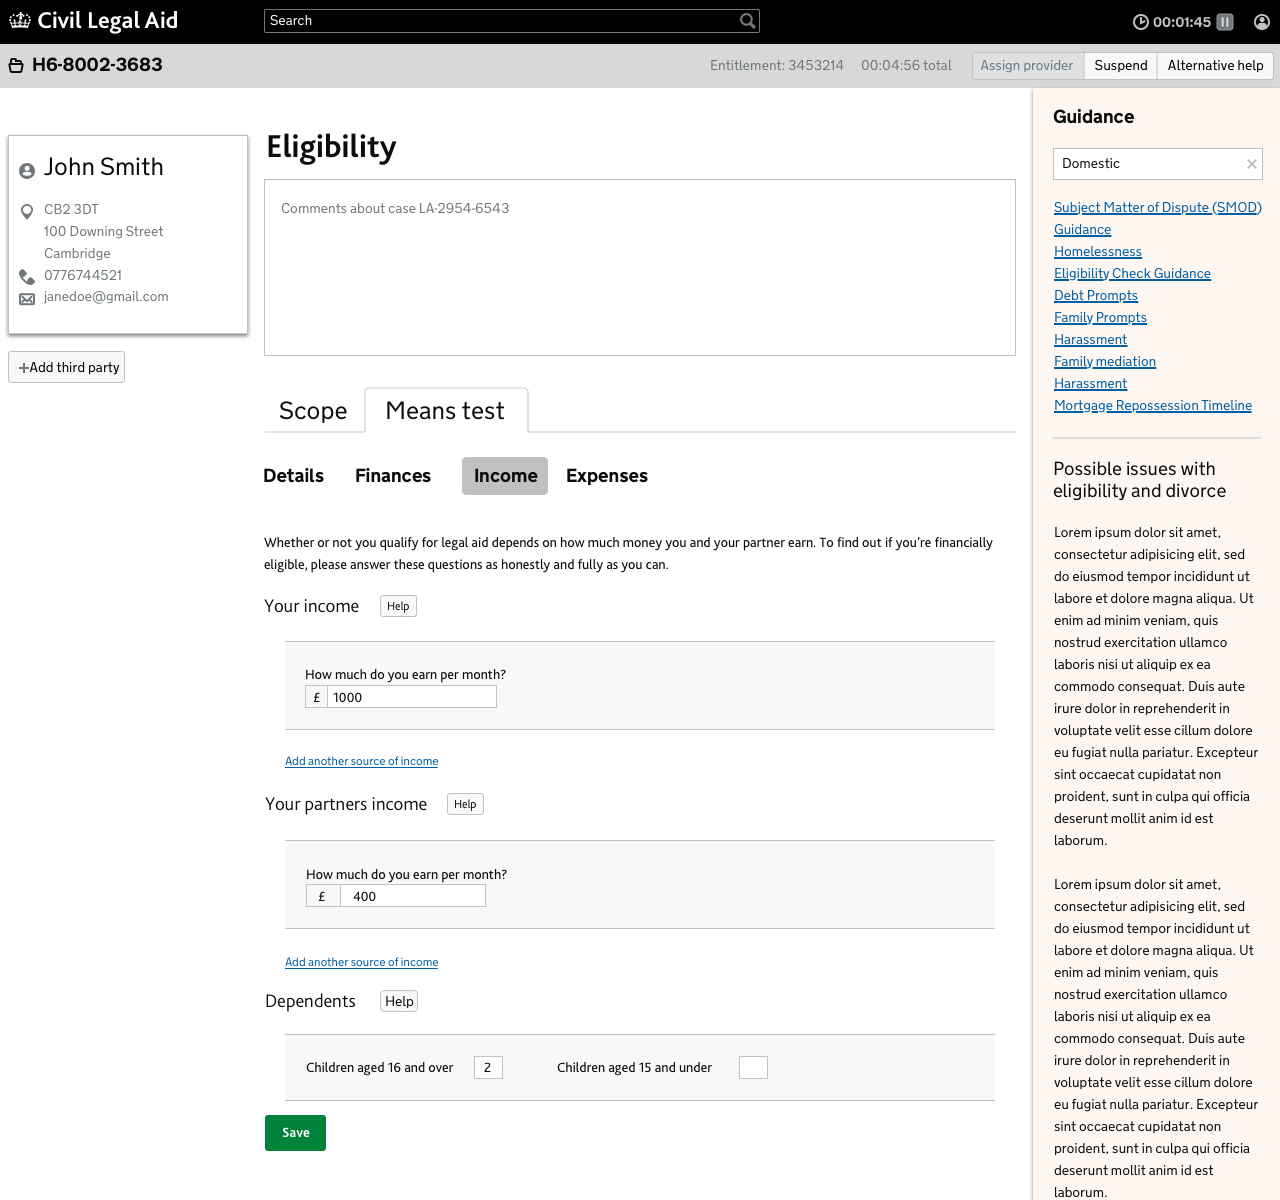 Civil Legal Aid
Search
00:01:45
H6-8002-3683
Entitlement: 3453214
00:04:56 total
Assign provider
Suspend
Alternative help
John Smith
CB2 3DT
100 Downing Street
Cambridge
0776744521
janedoe@gmail.com
+Add third party
Eligibility
Comments about case LA-2954-6543
Scope
Means test
Details
Finances
Income
Expenses
Whether or not you qualify for legal aid depends on how much money you and your partner earn. To find out if you're financially
eligible, please answer these questions as honestly and fully as you can.
Your income
Help
How much do you earn per month?
£ 1000
Add another source of income
Your partners income
Help
How much do you earn per month?
£ 400
Add another source of income
Dependents
Help
Children aged 16 and over
2
Children aged 15 and under
Save
Guidance
Domestic
Subject Matter of Dispute (SMOD)
Guidance
Homelessness
Eligibility Check Guidance
Debt Prompts
Family Prompts
Harassment
Family mediation
Harassment
Mortgage Repossession Timeline
Possible issues with
eligibility and divorce
Lorem ipsum dolor sit amet,
consectetur adipisicing elit, sed
do eiusmod tempor incididunt ut
labore et dolore magna aliqua. Ut
enim ad minim veniam, quis
nostrud exercitation ullamco
laboris nisi ut aliquip ex ea
commodo consequat. Duis aute
irure dolor in reprehenderit in
voluptate velit esse cillum dolore
eu fugiat nulla pariatur. Excepteur
sint occaecat cupidatat non
proident, sunt in culpa qui officia
deserunt mollit anim id est
laborum.
Lorem ipsum dolor sit amet,
consectetur adipisicing elit, sed
do eiusmod tempor incididunt ut
labore et dolore magna aliqua. Ut
enim ad minim veniam, quis
nostrud exercitation ullamco
laboris nisi ut aliquip ex ea
commodo consequat. Duis aute
irure dolor in reprehenderit in
voluptate velit esse cillum dolore
eu fugiat nulla pariatur. Excepteur
sint occaecat cupidatat non
proident, sunt in culpa qui officia
deserunt mollit anim id est
laborum.